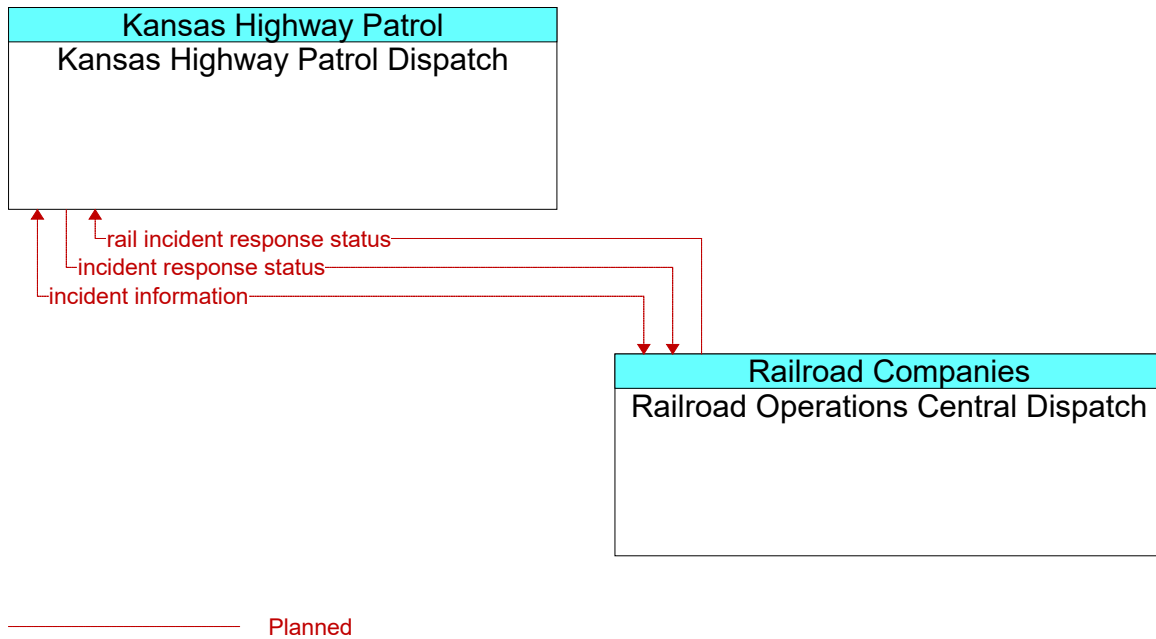 Kansas Highway Patrol
Kansas Highway Patrol Dispatch
rail incident response status
incident response status
incident information
Railroad Companies
Railroad Operations Central Dispatch
Planned